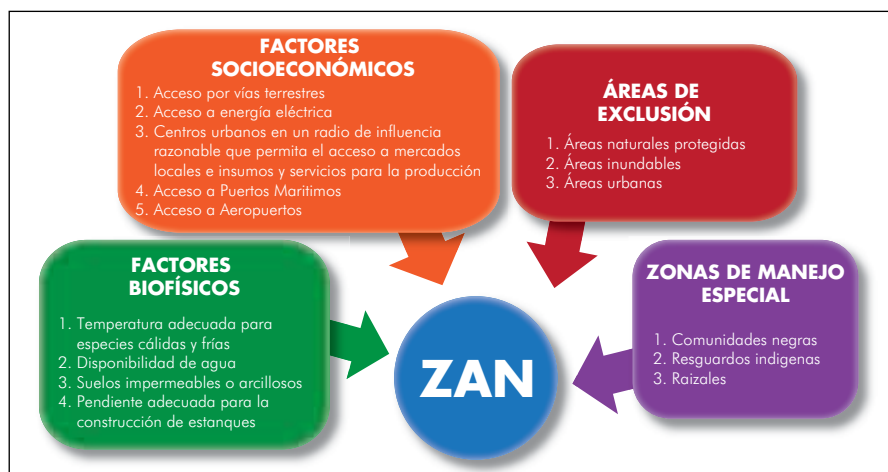 FACTORES
SOCIOECONÓMICOS
1. Acceso por vías terrestres
2. Acceso a energía eléctrica
3. Centros urbanos en un radio de influencia
razonable que permita el acceso a mercados
locales e insumos y servicios para la producción
4. Acceso a Puertos Maritimos
5. Acceso a Aeropuertos
ÁREAS DE
EXCLUSIÓN
1. Áreas naturales protegidas
2. Áreas inundables
3. Áreas urbanas
FACTORES
BIOFÍSICOS
1. Temperatura adecuada para
especies cálidas y frías
2. Disponibilidad de agua
3. Suelos impermeables o arcillosos
4. Pendiente adecuada para la
construcción de estanques
ZONAS DE MANEJO
ESPECIAL
1. Comunidades negras
2. Resguardos indigenas
3. Raizales
ZAN